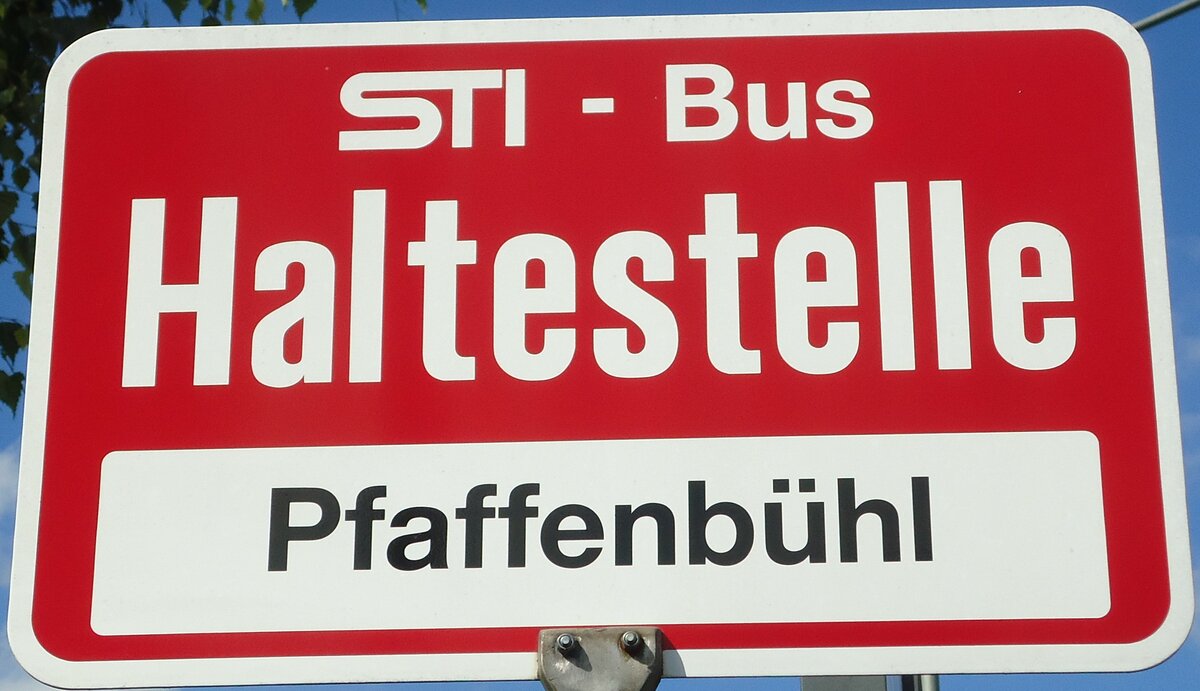 STI - Bus
Haltestelle
Pfaffenbühl